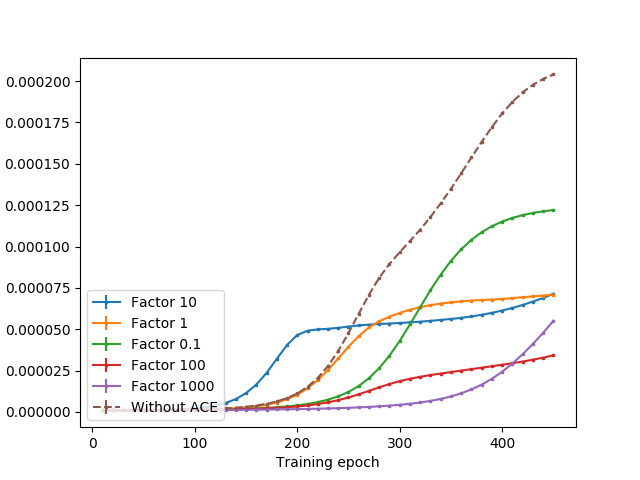 0.000200
0.000175
0.000150
0.000125
0.000100
0.000075
0.000050
0.000025
0.000000
Factor 10
Factor 1
Factor 0.1
Factor 100
Factor 1000
Without ACE
0 100 200 300 400
Training epoch